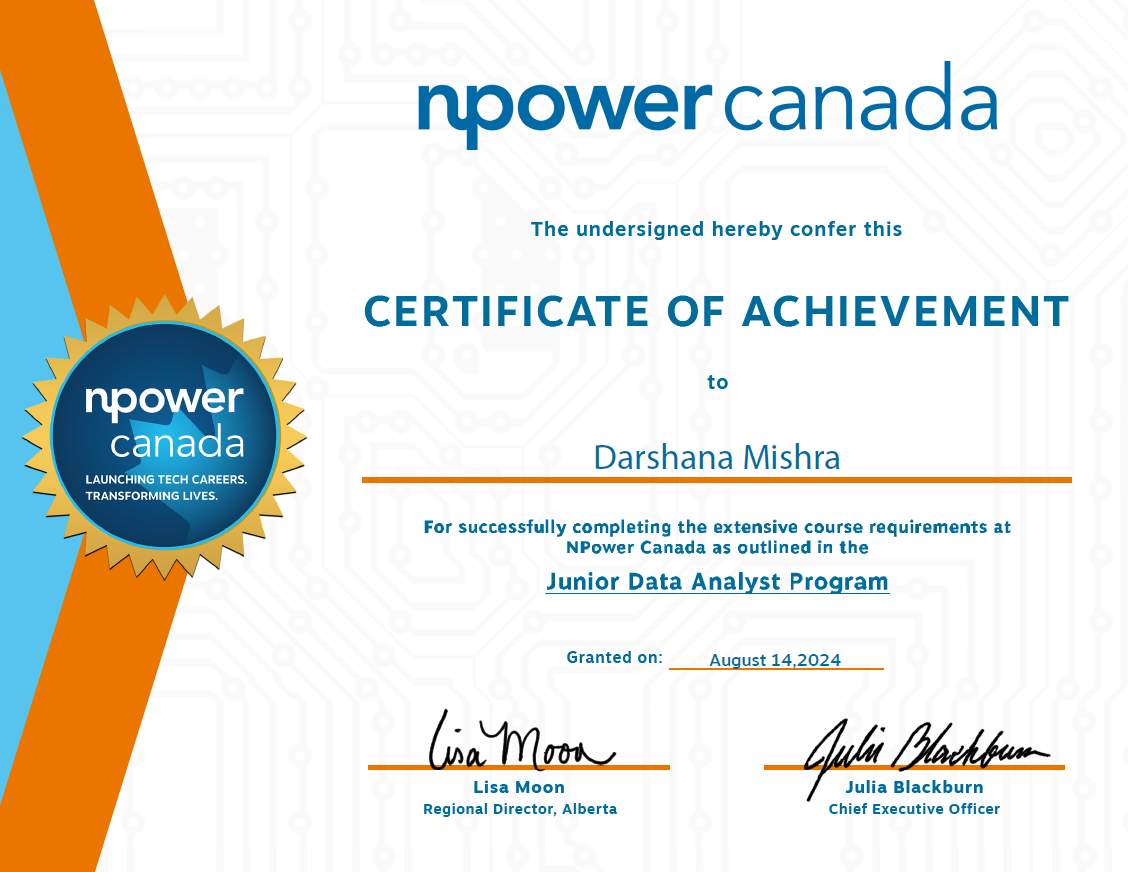 npower canada
The undersigned hereby confer this
CERTIFICATE OF ACHIEVEMENT
to
Darshana Mishra
For successfully completing the extensive course requirements at
NPower Canada as outlined in the
Junior Data Analyst Program
Granted on: August 14,2024
npower
canada
LAUNCHING TECH CAREERS.
TRANSFORMING LIVES.
Lisa Moon
Julia Blackburn
Lisa Moon
Regional Director, Alberta
Julia Blackburn
Chief Executive Officer